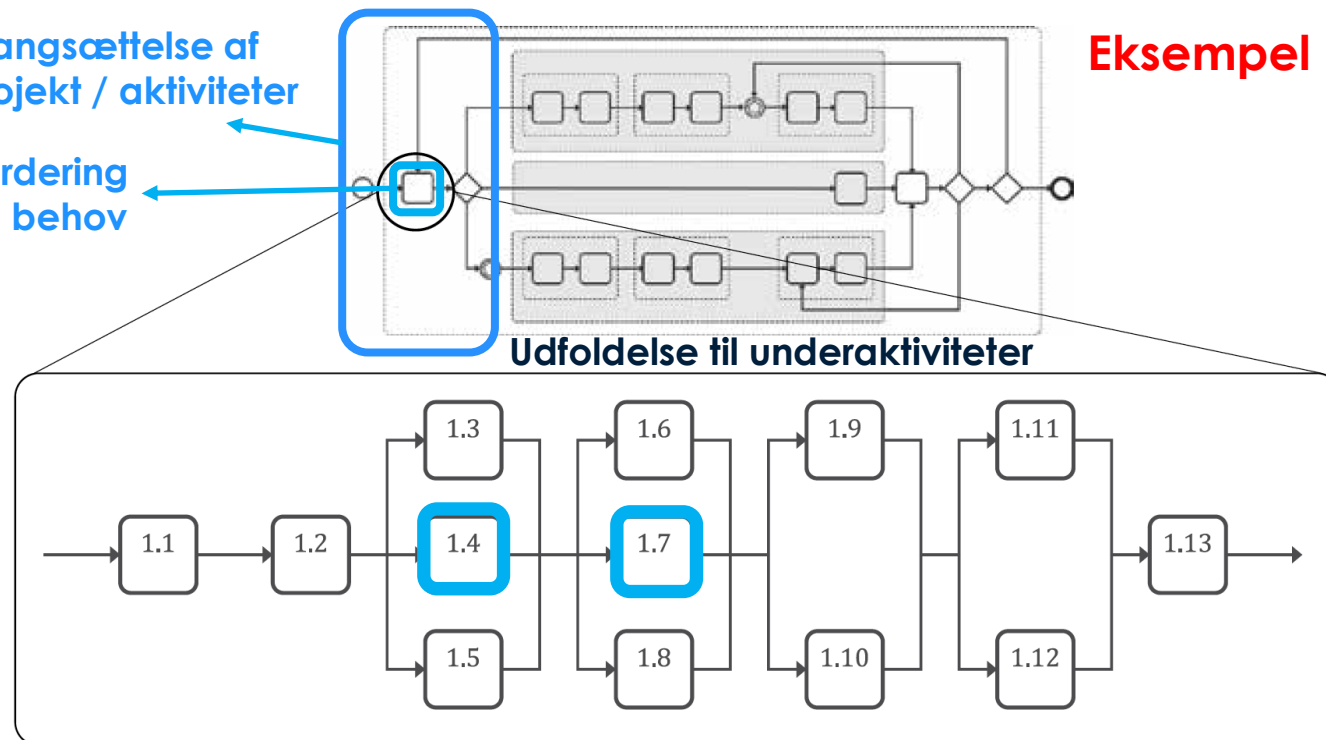 Eksempel
angsættelse af
ojekt / aktiviteter
rdering
behov
Udfoldelse til underaktiviteter
1.3 1.6 1.9 1.11
1.1 1.2 1.4 1.7 1.13
1.5 1.8 1.10 1.12